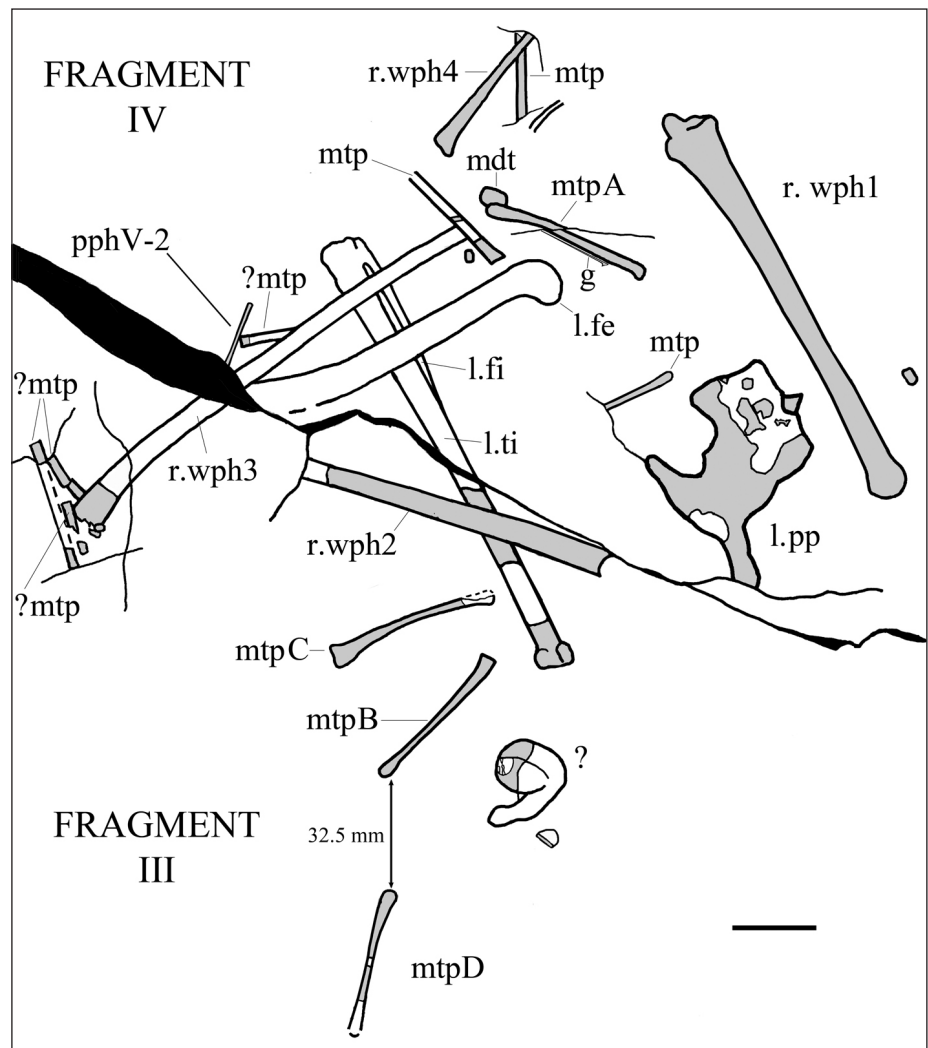 FRAGMENT
IV
r.wph4
mtp
mtp
mdt
mtpA
r. wph1
pphV-2
?mtp
g
l.fe
mtp
l.fi
?mtp
l.ti
r.wph3
r.wph2
l.pp
?mtp
mtpC
mtpB
?
FRAGMENT
III
32.5 mm
mtpD